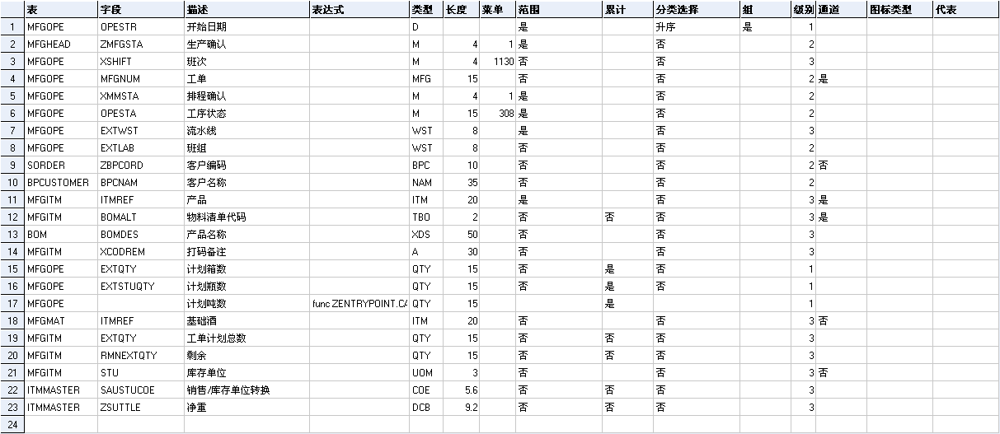 表 字段 描述 表达式 类型 长度 菜单 范围 累计 分类选择 组 级别 通道 图标类型 代表
1 MFGOPE OPESTR 开始日期 D 是 升序 是 1
2 MFGHEAD ZMFGSTA 生产确认 M 4 1 是 否 2
3 MFGOPE XSHIFT 班次 M 4 1130 否 否 3
4 MFGOPE MFGNUM 工单 MFG 15 否 否 2 是
5 MFGOPE XMMSTA 排程确认 M 4 1 是 否 2
6 MFGOPE OPESTA 工序状态 M 15 308 是 否 2
7 MFGOPE EXTWST 流水线 WST 8 是 否 3
8 MFGOPE EXTLAB 班组 WST 8 否 否 2
9 SORDER ZBPCORD 客户编码 BPC 10 否 否 2 否
10 BPCUSTOMER BPCNAM 客户名称 NAM 35 否 否 2
11 MFGITM ITMREF 产品 ITM 20 是 否 3 是
12 MFGITM BOMALT 物料清单代码 TBO 2 否 否 否 3 是
13 BOM BOMDES 产品名称 XDS 50 否 否 3
14 MFGITM XCODREM 打码备注 A 30 否 否 3
15 MFGOPE EXTQTY 计划箱数 QTY 15 否 是 否 1
16 MFGOPE EXTSTUQTY 计划瓶数 QTY 15 否 是 否 1
17 MFGOPE 计划吨数 func ZENTRYPOINT.CA QTY 15 是 1
18 MFGMAT ITMREF 基础酒 ITM 20 否 否 3 否
19 MFGITM EXTQTY 工单计划总数 QTY 15 否 否 否 3
20 MFGITM RMNEXTQTY 剩余 QTY 15 否 否 否 3
21 MFGITM STU 库存单位 UOM 3 否 否 3 否
22 ITMMASTER SAUSTUCOE 销售/库存单位转换 COE 5.6 否 否 否 3
23 ITMMASTER ZSUTTLE 净重 DCB 9.2 否 否 否 3
24